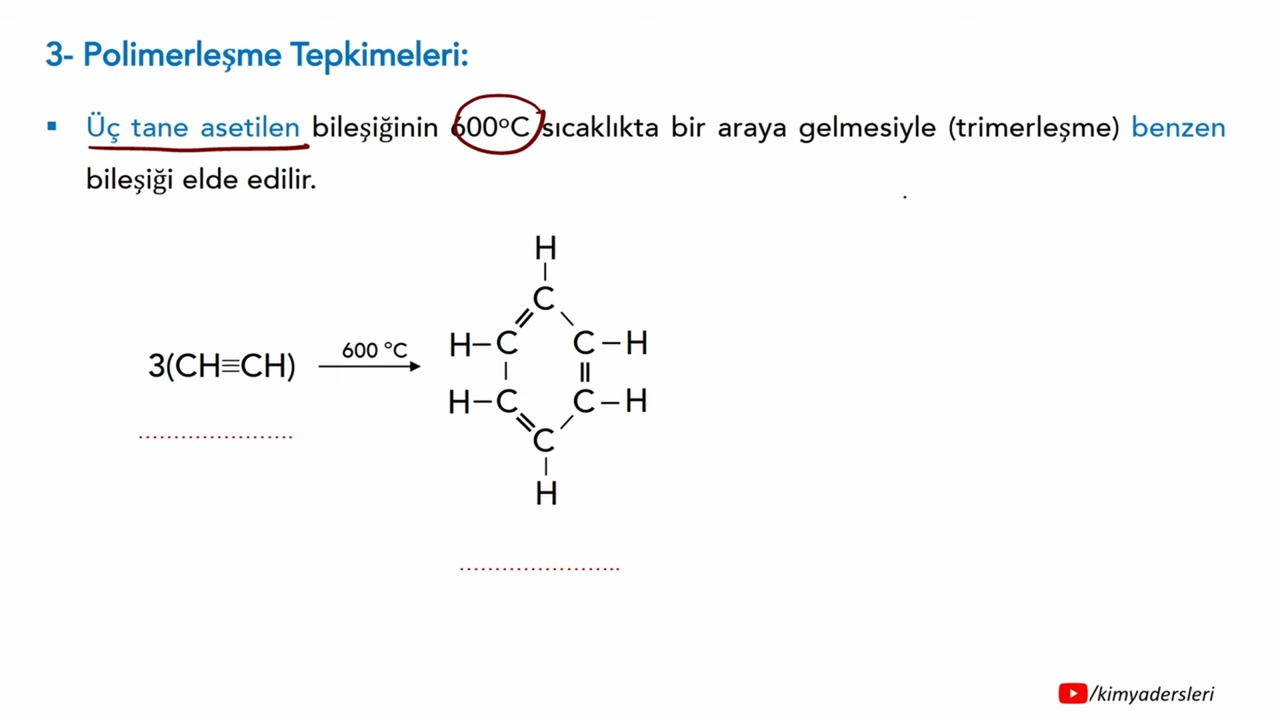 3- Polimerleşme Tepkimeleri:
▪ Üç tane asetilen bileşiğinin 600°C sıcaklıkta bir araya gelmesiyle (trimerleşme) benzen
bileşiği elde edilir.
H
C
H–C C–H
3(CH≡CH) 600 °C
H–C C–H
C
H
.....................
......................
/kimyadersleri